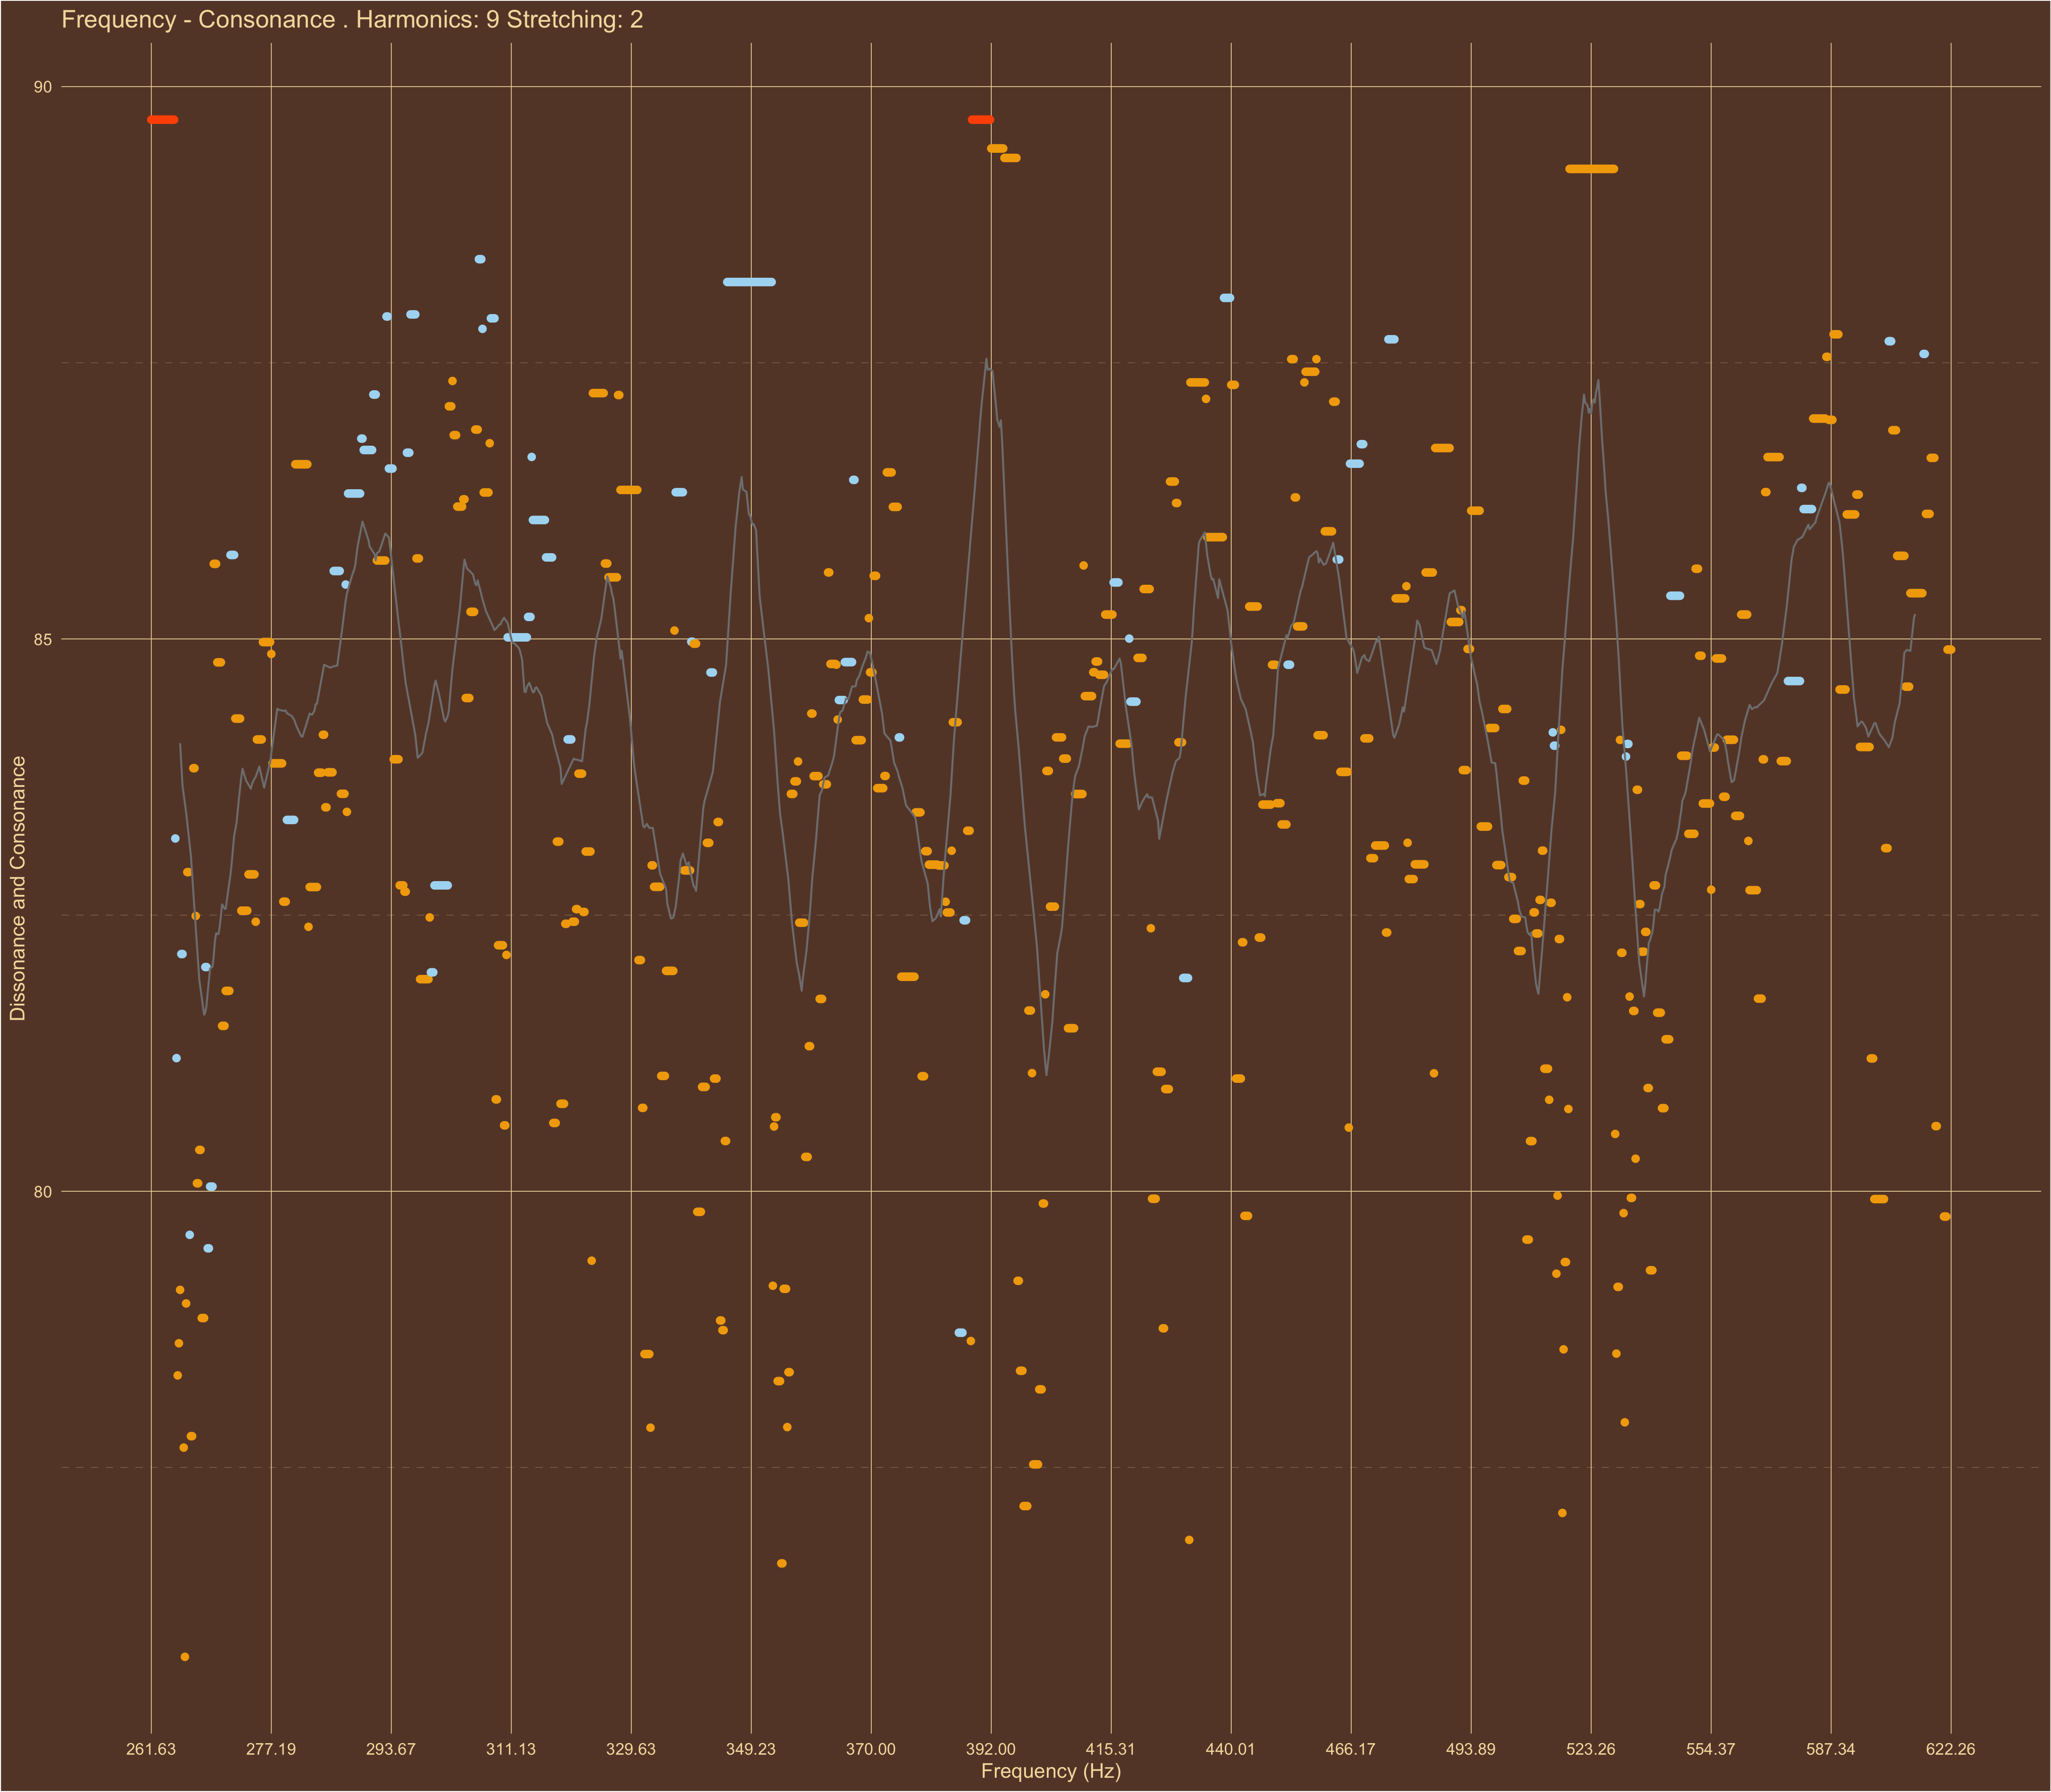 Frequency - Consonance . Harmonics: 9 Stretching: 2
90
85
80
Dissonance and Consonance
261.63 277.19 293.67 311.13 329.63 349.23 370.00 392.00 415.31 440.01 466.17 493.89 523.26 554.37 587.34 622.26
Frequency (Hz)